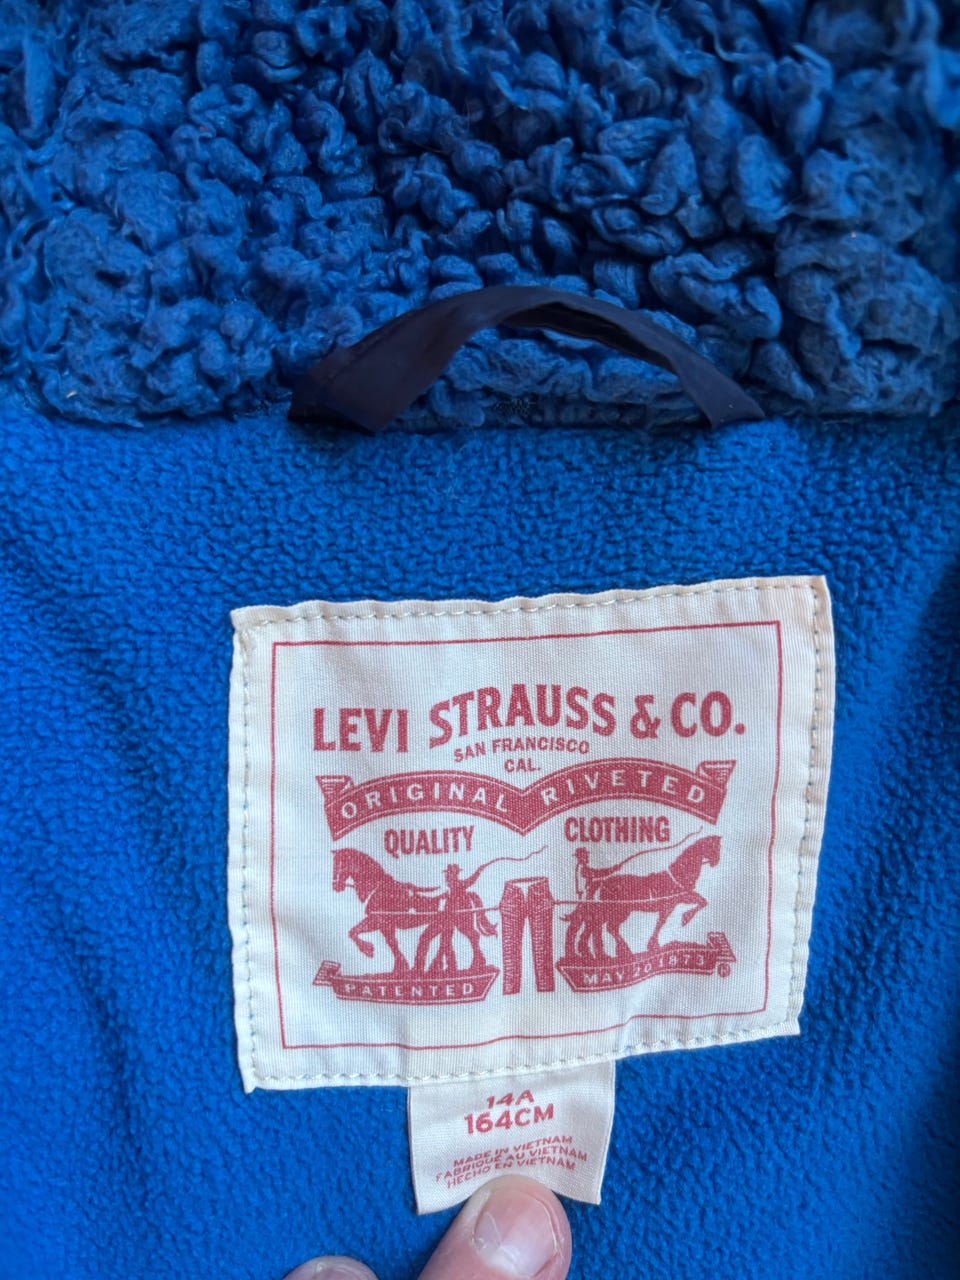 LEVI STRAUSS & CO.
SAN FRANCISCO
CAL.
ORIGINAL RIVETED
QUALITY CLOTHING
PATENTED MAY 20 1873 ®
14A
164CM
MADE IN VIETNAM
FABRIQUÉ AU VIETNAM
HECHO EN VIETNAM